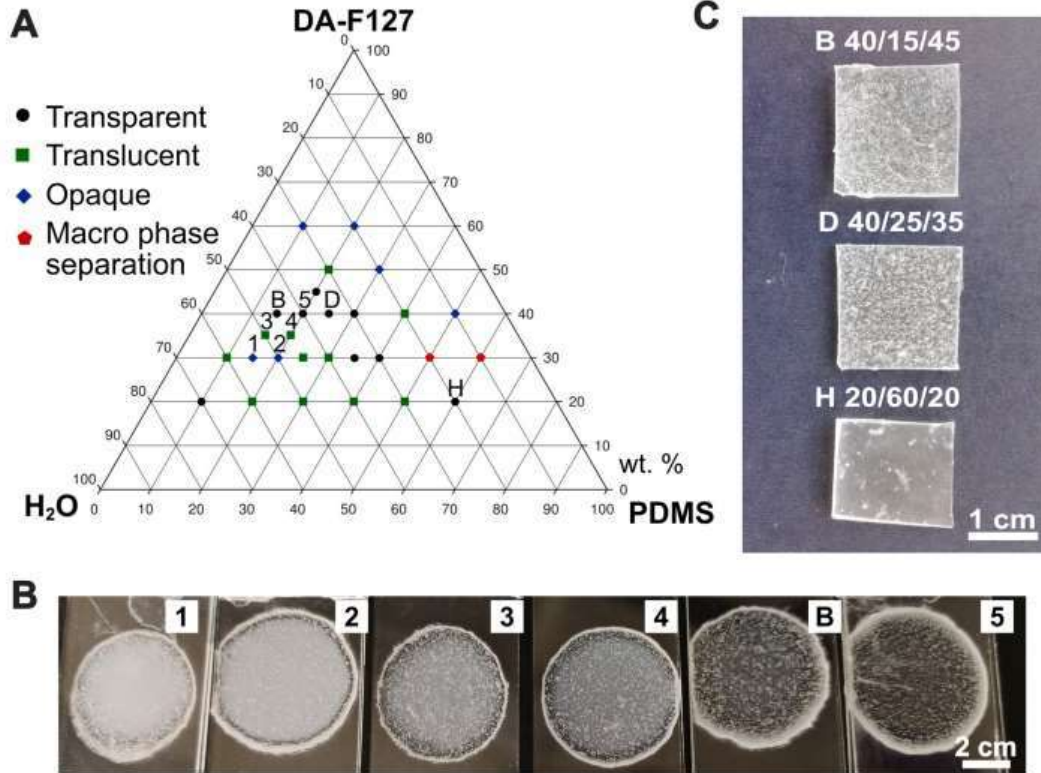 A
DA-F127
Transparent
Translucent
Opaque
Macro phase
separation
0
10
20
30
40
50
60
70
80
90
100
100
90
80
70
60
50
40
30
20
10
0
B
5
D
3
4
1
2
H
wt. %
H₂O
0
10
20
30
40
50
60
70
80
90
100
PDMS
C
B 40/15/45
D 40/25/35
H 20/60/20
1 cm
B
1
2
3
4
B
5
2 cm